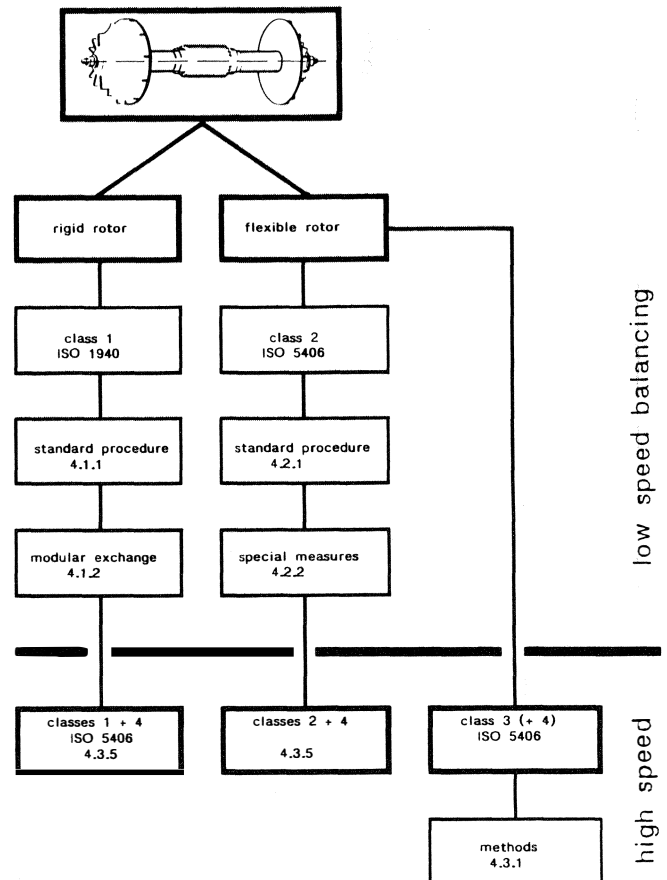 rigid rotor
flexible rotor
class 1
ISO 1940
class 2
ISO 5406
standard procedure
4.1.1
standard procedure
4.2.1
modular exchange
4.1.2
special measures
4.2.2
low speed balancing
classes 1 + 4
ISO 5406
4.3.5
classes 2 + 4
4.3.5
class 3 (+ 4)
ISO 5406
methods
4.3.1
high speed